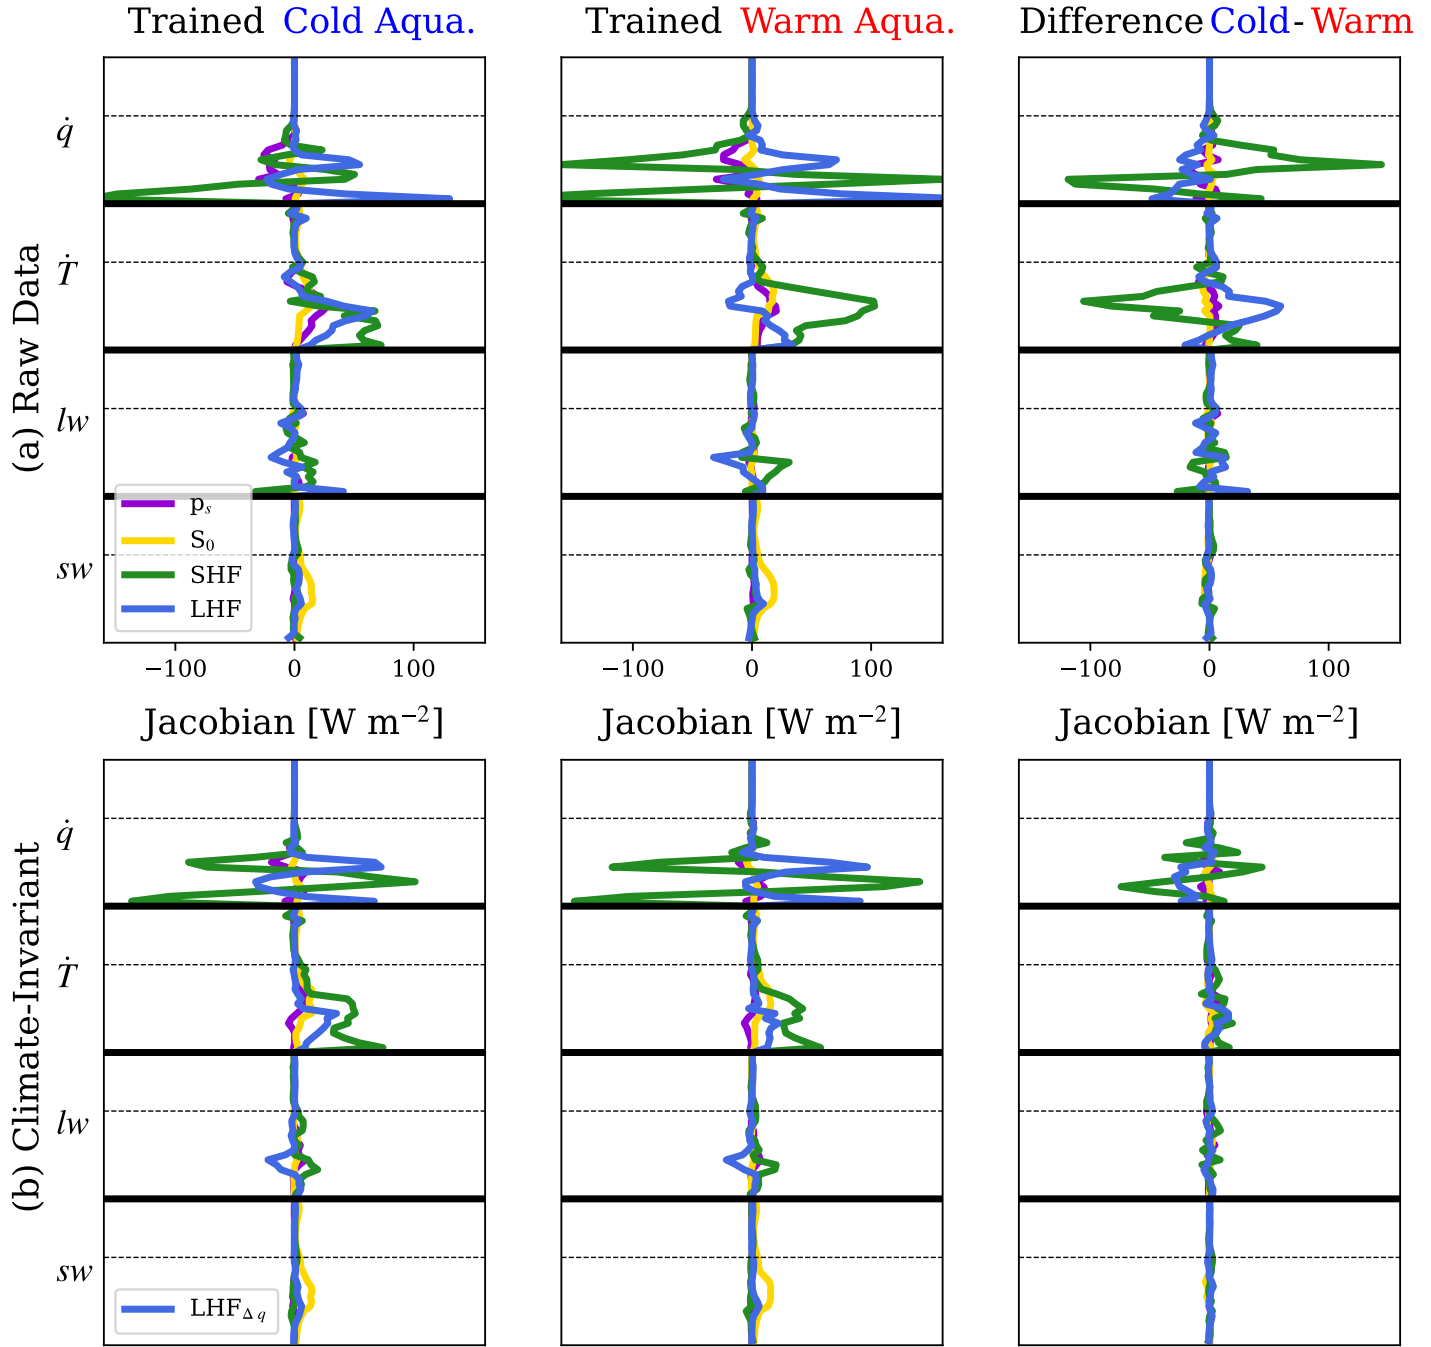 Trained Cold Aqua.
Trained Warm Aqua.
Difference Cold-Warm
(a) Raw Data
q̇
Ṫ
lw
sw
pₛ
S₀
SHF
LHF
−100 0 100
−100 0 100
−100 0 100
Jacobian [W m⁻²]
Jacobian [W m⁻²]
Jacobian [W m⁻²]
(b) Climate-Invariant
q̇
Ṫ
lw
sw
LHF_Δq